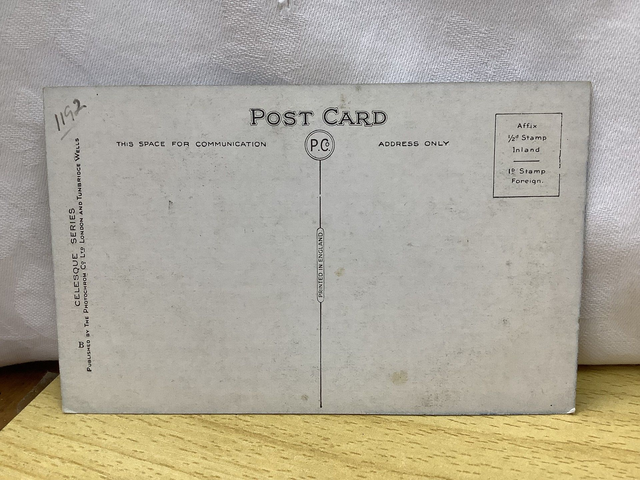 1192
POST CARD
THIS SPACE FOR COMMUNICATION
P.Co
ADDRESS ONLY
Affix
½d Stamp
Inland
1d Stamp
Foreign.
PRINTED IN ENGLAND
CELESQUE SERIES
B
PUBLISHED BY THE PHOTOCHROM CO LTD LONDON AND TUNBRIDGE WELLS